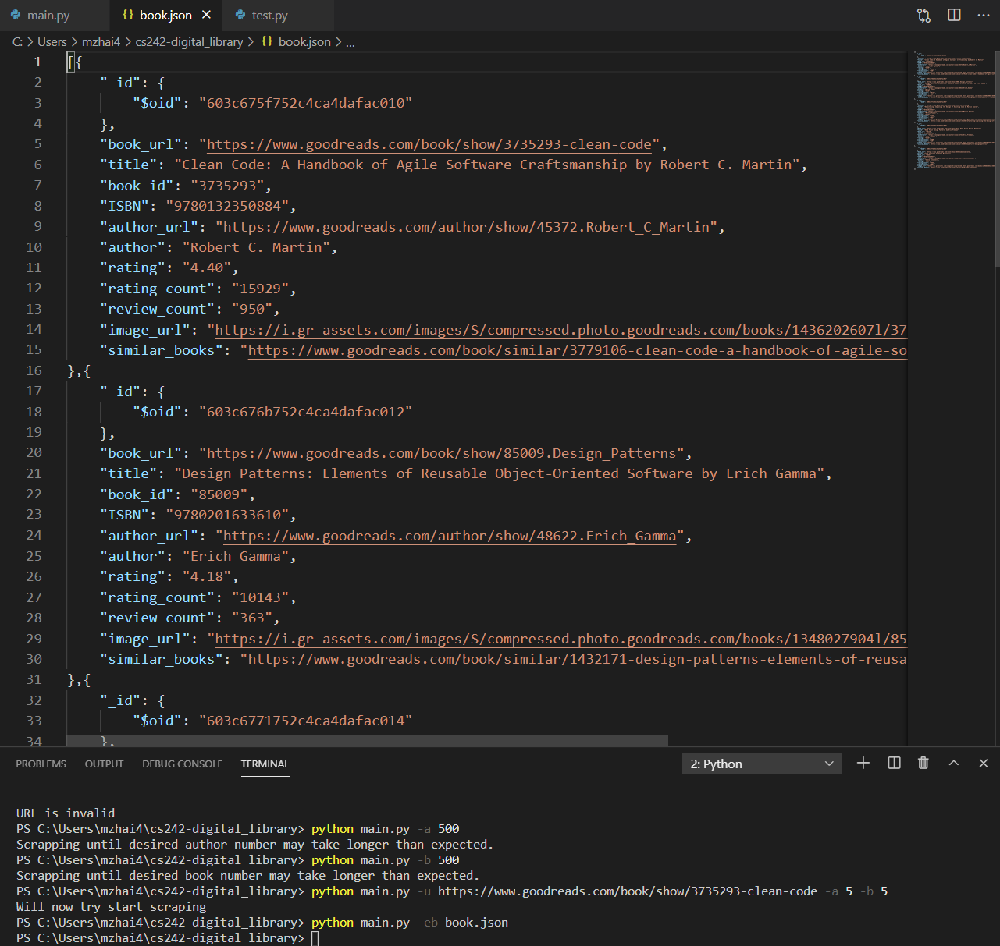 main.py {} book.json × test.py ...
C: > Users > mzhai4 > cs242-digital_library > {} book.json > ...
1 [{
2 "_id": {
3 "$oid": "603c675f752c4ca4dafac010"
4 },
5 "book_url": "https://www.goodreads.com/book/show/3735293-clean-code",
6 "title": "Clean Code: A Handbook of Agile Software Craftsmanship by Robert C. Martin",
7 "book_id": "3735293",
8 "ISBN": "9780132350884",
9 "author_url": "https://www.goodreads.com/author/show/45372.Robert_C_Martin",
10 "author": "Robert C. Martin",
11 "rating": "4.40",
12 "rating_count": "15929",
13 "review_count": "950",
14 "image_url": "https://i.gr-assets.com/images/S/compressed.photo.goodreads.com/books/1436202607l/37
15 "similar_books": "https://www.goodreads.com/book/similar/3779106-clean-code-a-handbook-of-agile-so
16 },{
17 "_id": {
18 "$oid": "603c676b752c4ca4dafac012"
19 },
20 "book_url": "https://www.goodreads.com/book/show/85009.Design_Patterns",
21 "title": "Design Patterns: Elements of Reusable Object-Oriented Software by Erich Gamma",
22 "book_id": "85009",
23 "ISBN": "9780201633610",
24 "author_url": "https://www.goodreads.com/author/show/48622.Erich_Gamma",
25 "author": "Erich Gamma",
26 "rating": "4.18",
27 "rating_count": "10143",
28 "review_count": "363",
29 "image_url": "https://i.gr-assets.com/images/S/compressed.photo.goodreads.com/books/1348027904l/85
30 "similar_books": "https://www.goodreads.com/book/similar/1432171-design-patterns-elements-of-reusa
31 },{
32 "_id": {
33 "$oid": "603c6771752c4ca4dafac014"
34 },
PROBLEMS OUTPUT DEBUG CONSOLE TERMINAL 2: Python
URL is invalid
PS C:\Users\mzhai4\cs242-digital_library> python main.py -a 500
Scrapping until desired author number may take longer than expected.
PS C:\Users\mzhai4\cs242-digital_library> python main.py -b 500
Scrapping until desired book number may take longer than expected.
PS C:\Users\mzhai4\cs242-digital_library> python main.py -u https://www.goodreads.com/book/show/3735293-clean-code -a 5 -b 5
Will now try start scraping
PS C:\Users\mzhai4\cs242-digital_library> python main.py -eb book.json
PS C:\Users\mzhai4\cs242-digital_library>